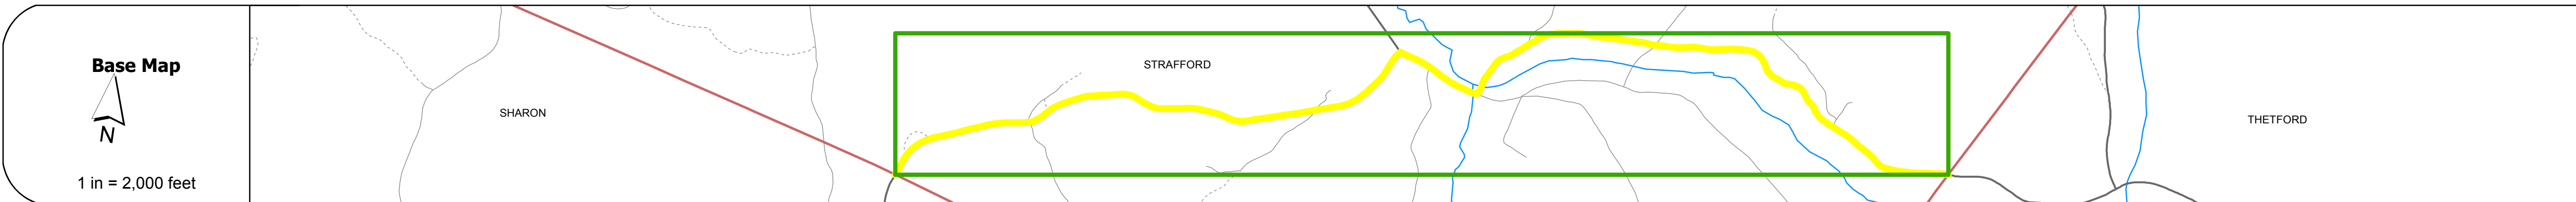 Base Map
N
1 in = 2,000 feet
SHARON
STRAFFORD
THETFORD